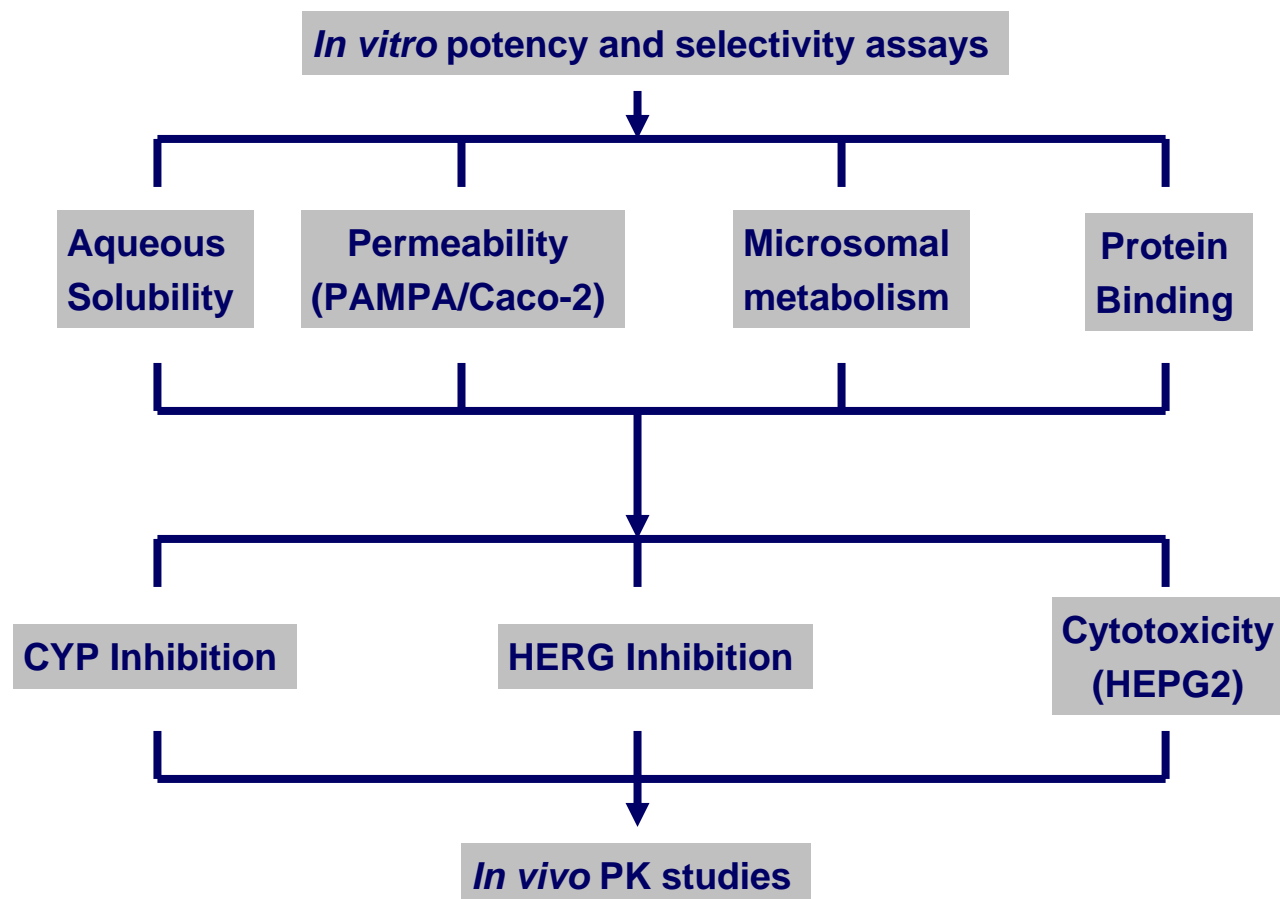 In vitro potency and selectivity assays
Aqueous
Solubility
Permeability
(PAMPA/Caco-2)
Microsomal
metabolism
Protein
Binding
CYP Inhibition
HERG Inhibition
Cytotoxicity
(HEPG2)
In vivo PK studies